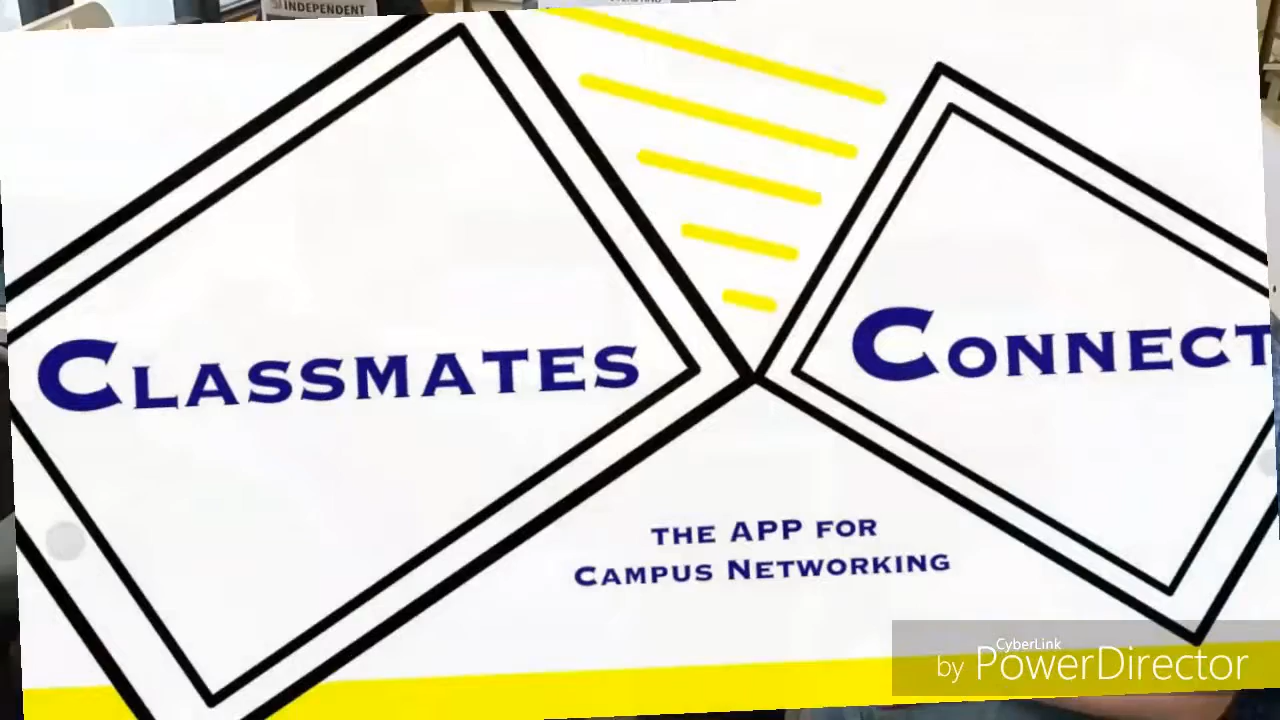 INDEPENDENT
CLASSMATES
CONNECT
THE APP FOR
CAMPUS NETWORKING
CyberLink
by PowerDirector